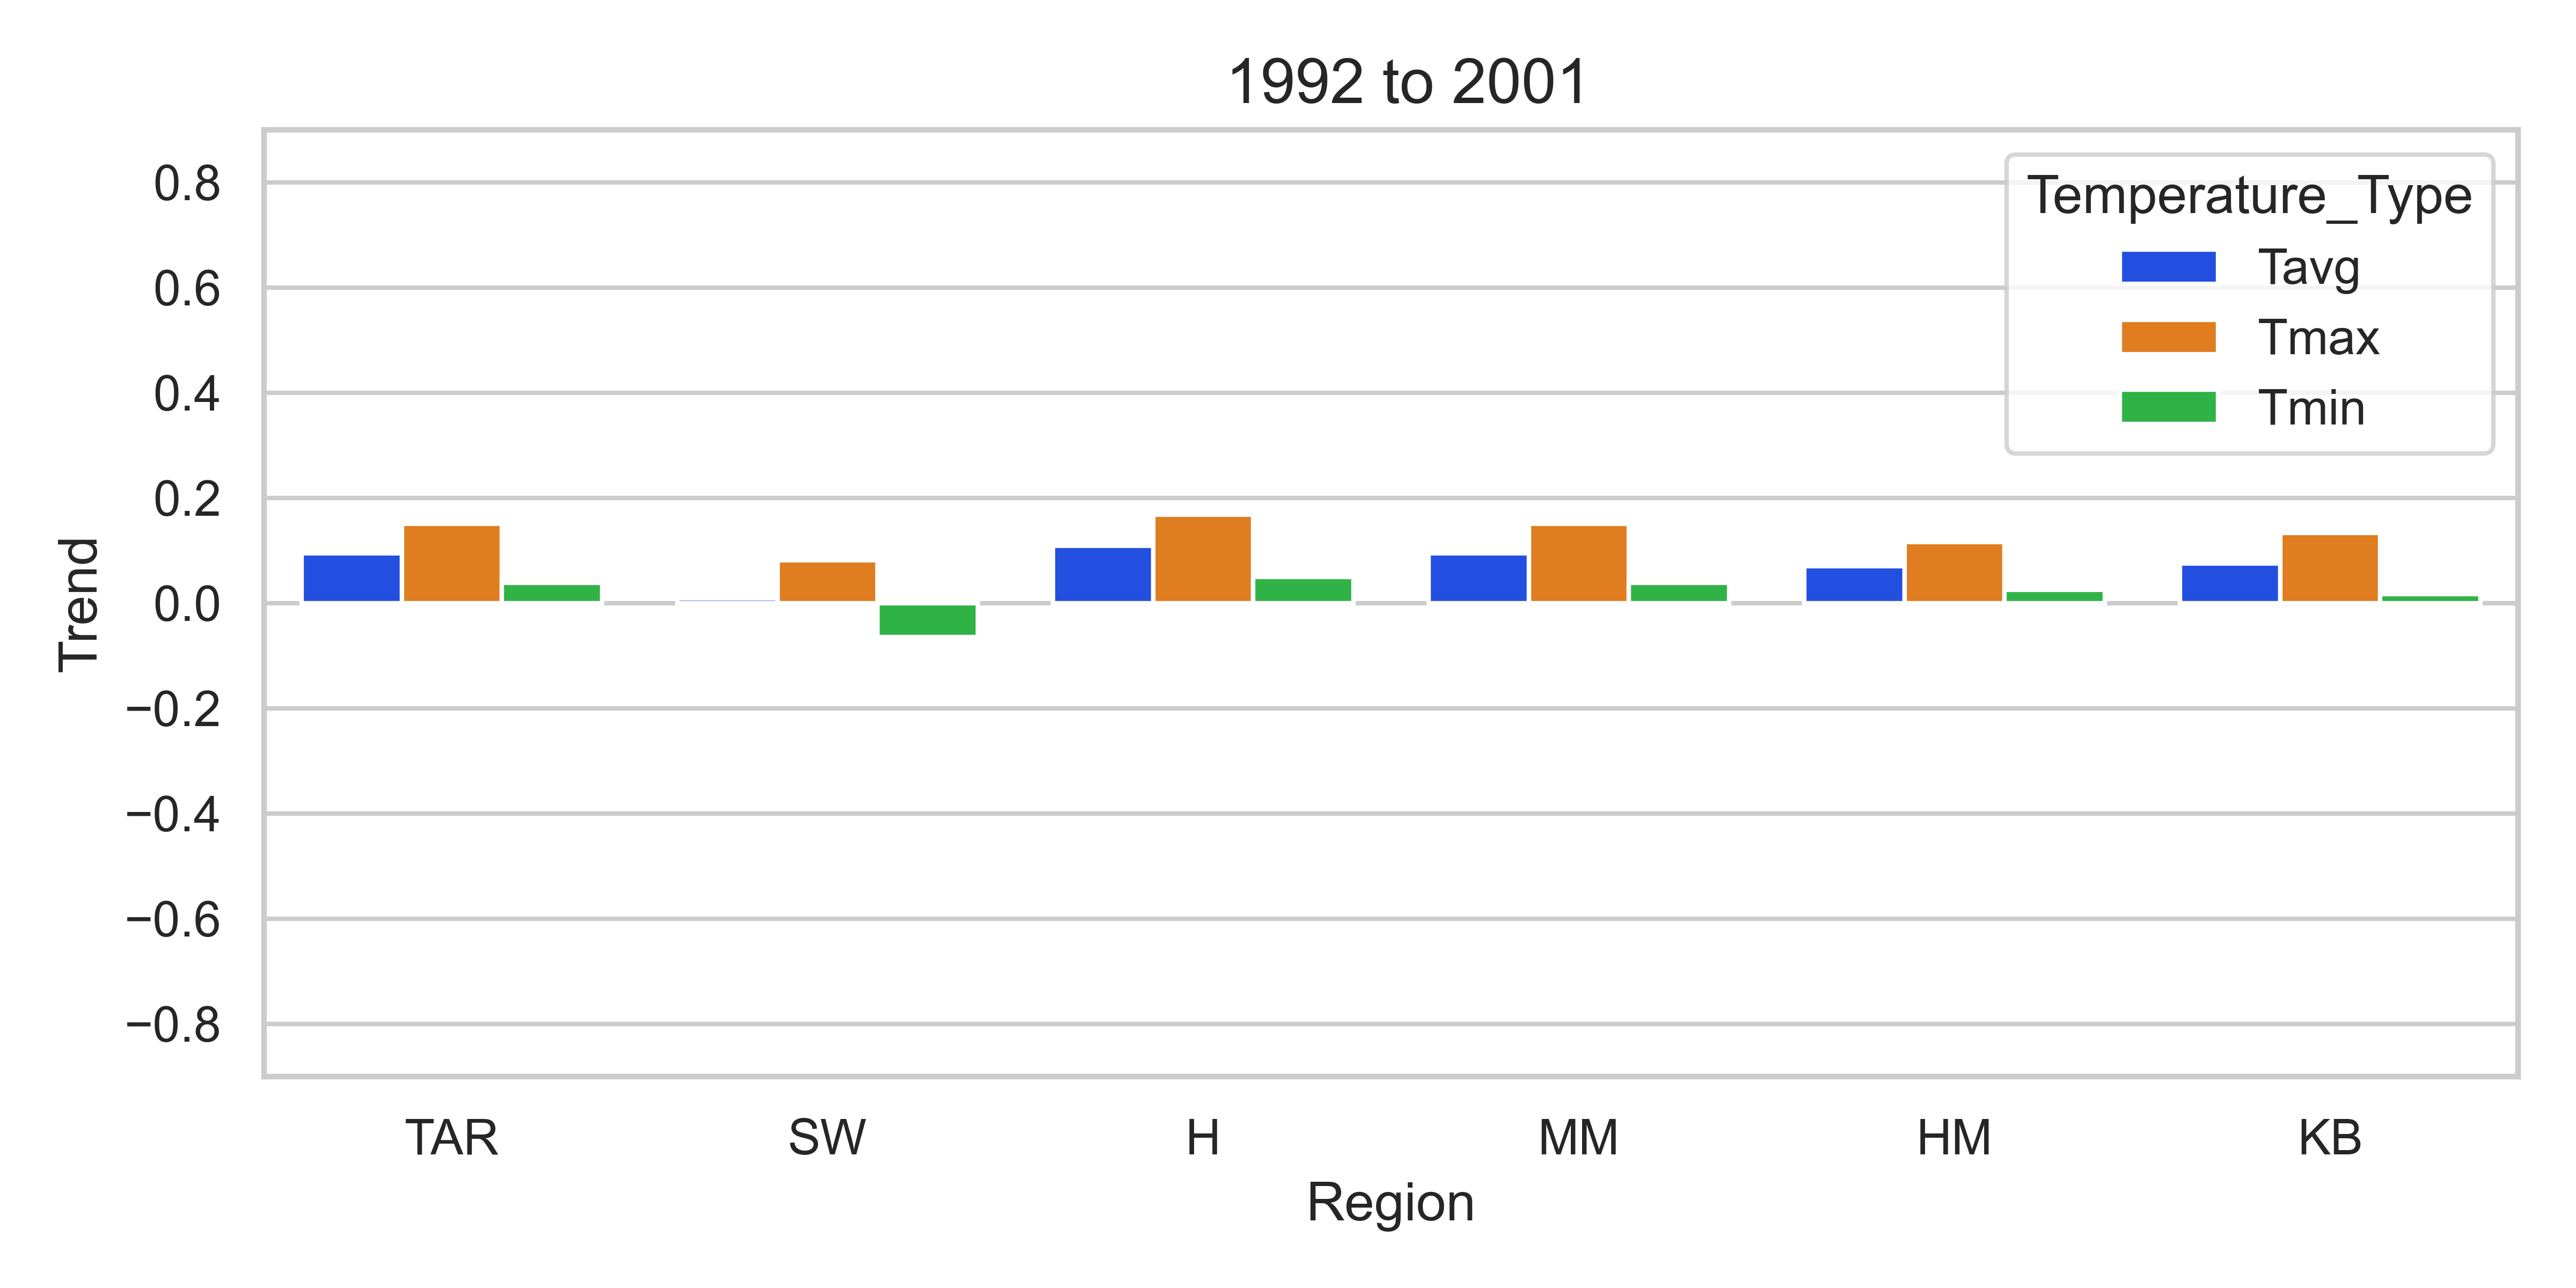 1992 to 2001
Temperature_Type
Tavg
Tmax
Tmin
Trend
0.8
0.6
0.4
0.2
0.0
−0.2
−0.4
−0.6
−0.8
TAR SW H MM HM KB
Region